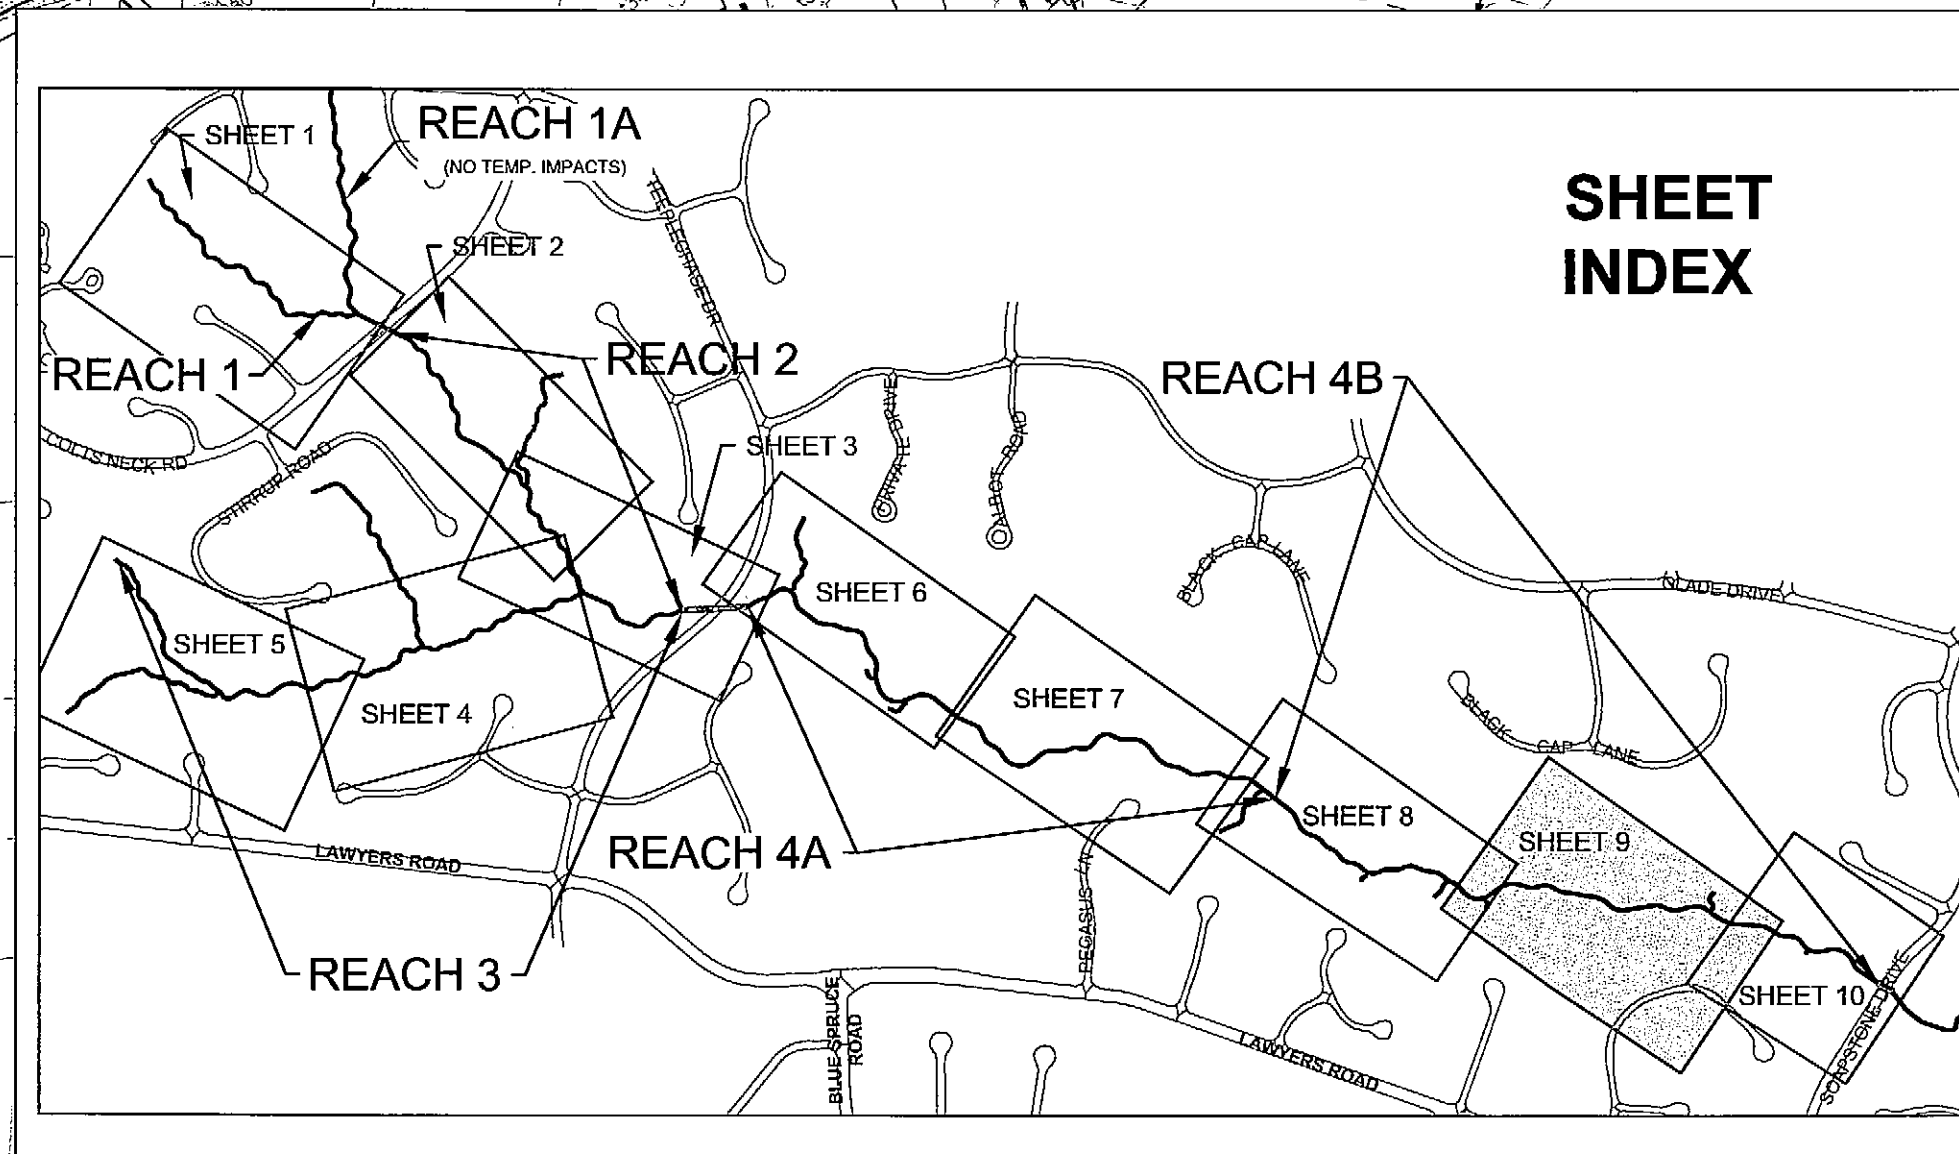 SHEET 1
REACH 1A
(NO TEMP. IMPACTS)
SHEET
INDEX
SHEET 2
REACH 1
REACH 2
REACH 4B
COLTS NECK RD
STIRRUP ROAD
SHEET 3
PRIVATE DRIVE
ROAD
BLACK CAP LANE
GLADE DRIVE
SHEET 6
SHEET 5
SHEET 4
SHEET 7
BLACK CAP LANE
SHEET 8
SHEET 9
REACH 4A
LAWYERS ROAD
PEGASUS LN
REACH 3
BLUE SPRUCE
ROAD
SHEET 10
SOAPSTONE DRIVE
LAWYERS ROAD